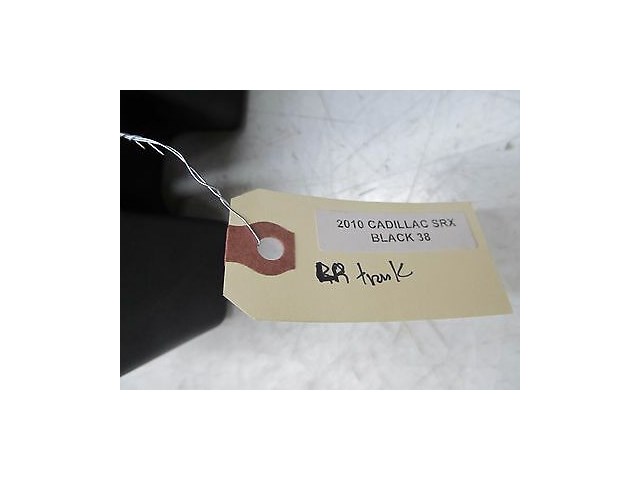 2010 CADILLAC SRX
BLACK 38
RR trunk